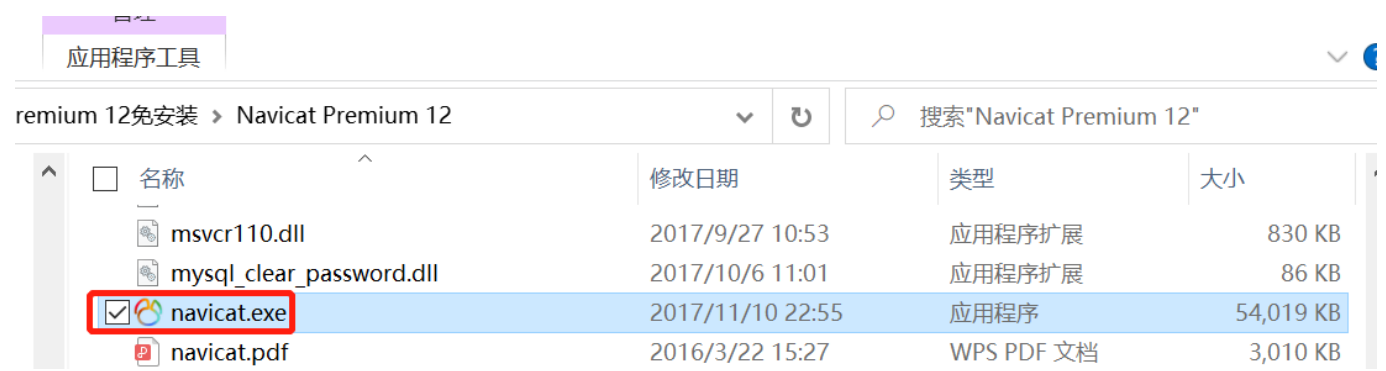 应用程序工具
remium 12免安装 > Navicat Premium 12 搜索"Navicat Premium 12"
名称 修改日期 类型 大小
msvcr110.dll 2017/9/27 10:53 应用程序扩展 830 KB
mysql_clear_password.dll 2017/10/6 11:01 应用程序扩展 86 KB
navicat.exe 2017/11/10 22:55 应用程序 54,019 KB
navicat.pdf 2016/3/22 15:27 WPS PDF 文档 3,010 KB